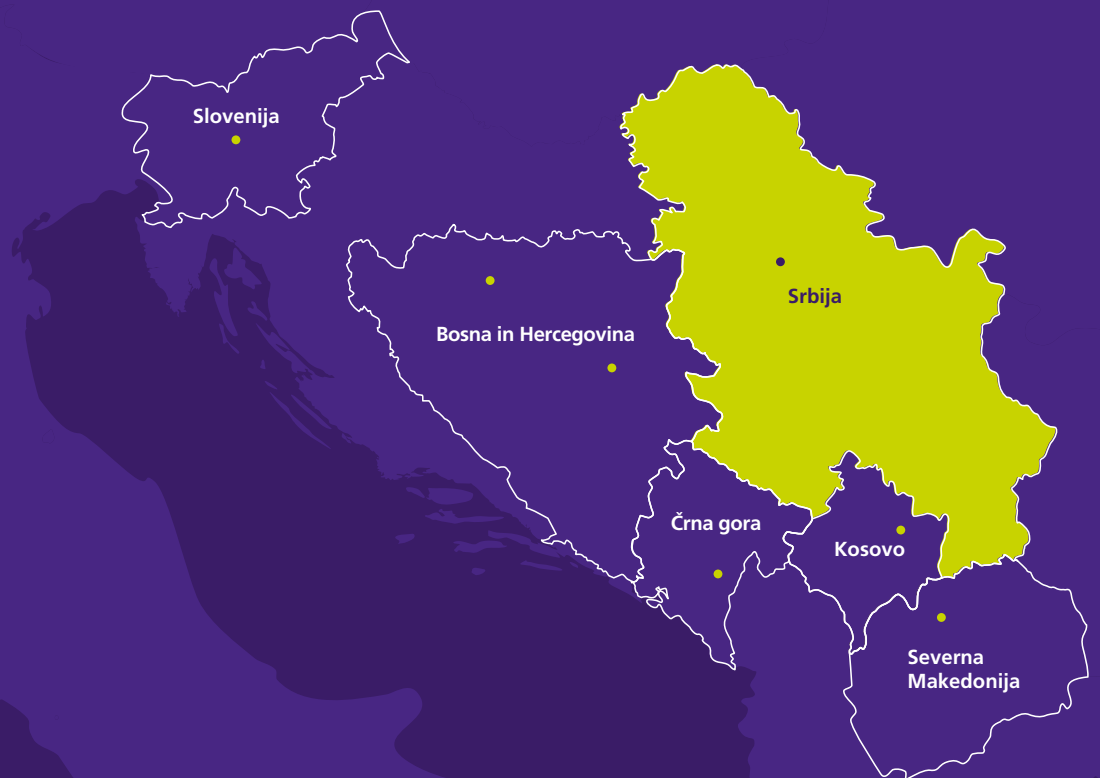 Slovenija
Srbija
Bosna in Hercegovina
Črna gora
Kosovo
Severna
Makedonija